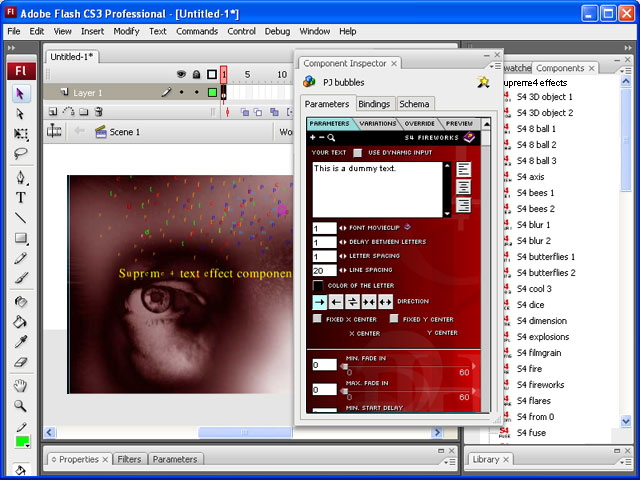 Adobe Flash CS3 Professional - [Untitled-1*]
File Edit View Insert Modify Text Commands Control Debug Window Help
Untitled-1*
1 5 10
Layer 1
Scene 1
Wo
Supreme 4 text effect componen
Component Inspector
PJ bubbles
Parameters Bindings Schema
PARAMETERS VARIATIONS OVERRIDE PREVIEW
S4 FIREWORKS
YOUR TEXT USE DYNAMIC INPUT
This is a dummy text.
1 FONT MOVIECLIP
1 DELAY BETWEEN LETTERS
1 LETTER SPACING
20 LINE SPACING
COLOR OF THE LETTER
DIRECTION
FIXED X CENTER FIXED Y CENTER
X CENTER Y CENTER
MIN. FADE IN
0 0 60
MAX. FADE IN
0 0 60
MIN. START DELAY
watche Components
upreme4 effects
S4 3D object 1
S4 3D object 2
S4 8 ball 1
S4 8 ball 2
S4 8 ball 3
S4 axis
S4 bees 1
S4 bees 2
S4 blur 1
S4 blur 2
S4 butterflies 1
S4 butterflies 2
S4 cool 3
S4 dice
S4 dimension
S4 explosions
S4 filmgrain
S4 fire
S4 fireworks
S4 flares
S4 from 0
S4 fuse
Properties Filters Parameters
Library